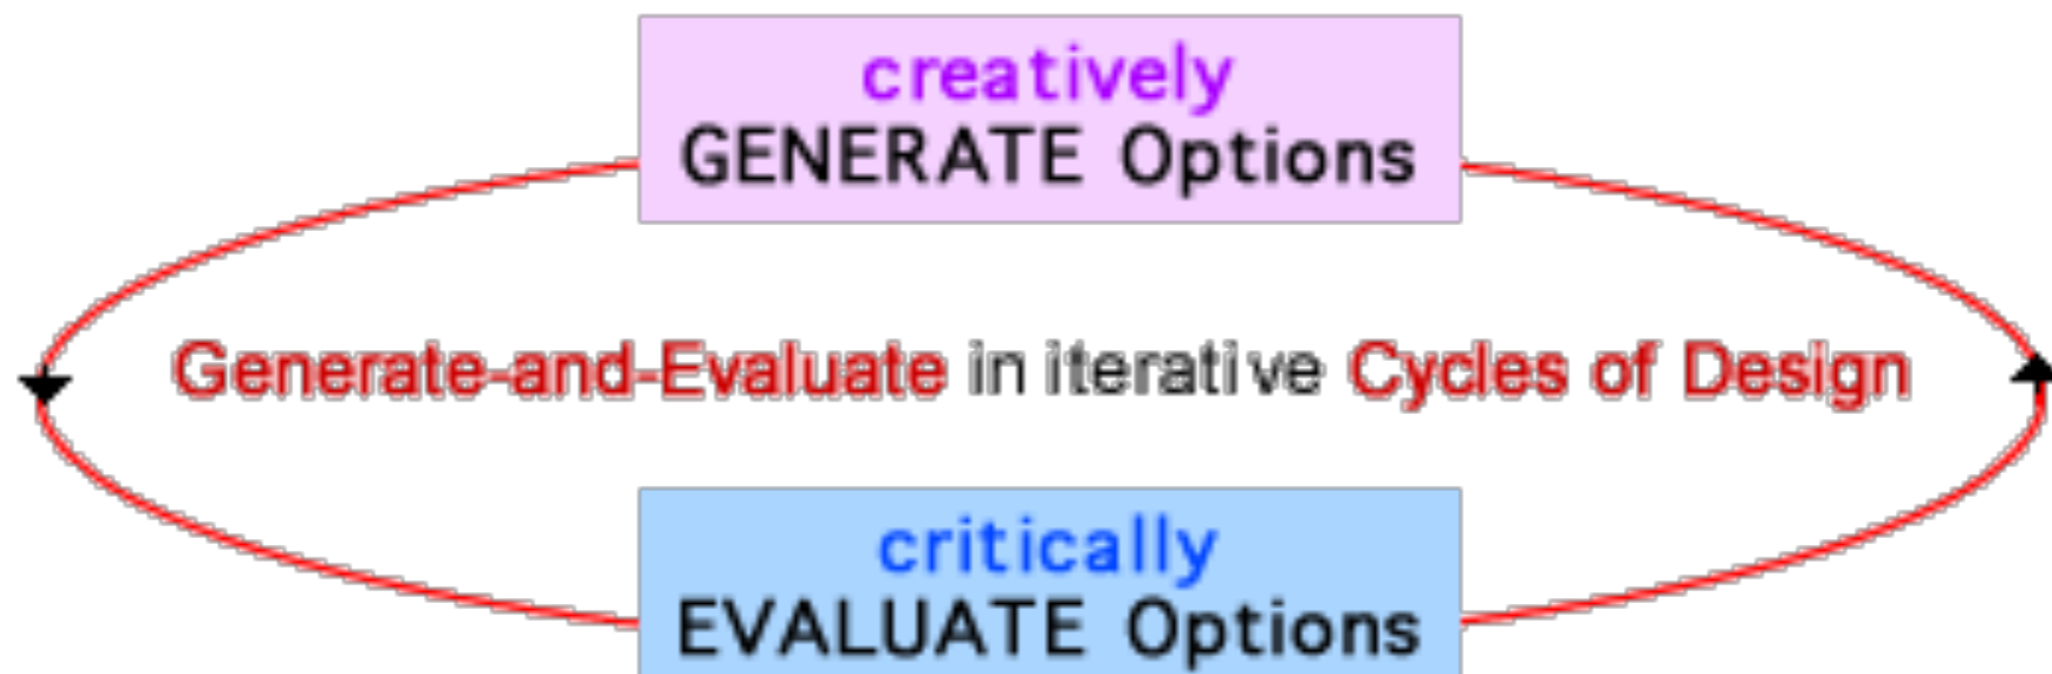 creatively
GENERATE Options
Generate-and-Evaluate in iterative Cycles of Design
critically
EVALUATE Options